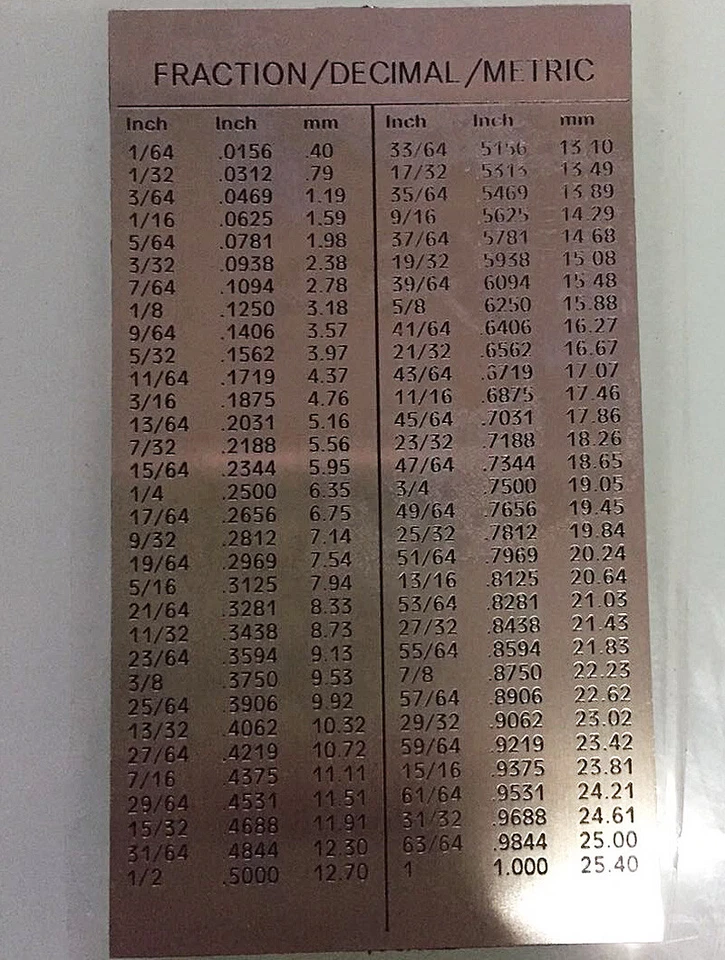 FRACTION/DECIMAL/METRIC
Inch Inch mm
1/64 .0156 .40
1/32 .0312 .79
3/64 .0469 1.19
1/16 .0625 1.59
5/64 .0781 1.98
3/32 .0938 2.38
7/64 .1094 2.78
1/8 .1250 3.18
9/64 .1406 3.57
5/32 .1562 3.97
11/64 .1719 4.37
3/16 .1875 4.76
13/64 .2031 5.16
7/32 .2188 5.56
15/64 .2344 5.95
1/4 .2500 6.35
17/64 .2656 6.75
9/32 .2812 7.14
19/64 .2969 7.54
5/16 .3125 7.94
21/64 .3281 8.33
11/32 .3438 8.73
23/64 .3594 9.13
3/8 .3750 9.53
25/64 .3906 9.92
13/32 .4062 10.32
27/64 .4219 10.72
7/16 .4375 11.11
29/64 .4531 11.51
15/32 .4688 11.91
31/64 .4844 12.30
1/2 .5000 12.70
Inch Inch mm
33/64 .5156 13.10
17/32 .5313 13.49
35/64 .5469 13.89
9/16 .5625 14.29
37/64 .5781 14.68
19/32 .5938 15.08
39/64 .6094 15.48
5/8 .6250 15.88
41/64 .6406 16.27
21/32 .6562 16.67
43/64 .6719 17.07
11/16 .6875 17.46
45/64 .7031 17.86
23/32 .7188 18.26
47/64 .7344 18.65
3/4 .7500 19.05
49/64 .7656 19.45
25/32 .7812 19.84
51/64 .7969 20.24
13/16 .8125 20.64
53/64 .8281 21.03
27/32 .8438 21.43
55/64 .8594 21.83
7/8 .8750 22.23
57/64 .8906 22.62
29/32 .9062 23.02
59/64 .9219 23.42
15/16 .9375 23.81
61/64 .9531 24.21
31/32 .9688 24.61
63/64 .9844 25.00
1 1.000 25.40